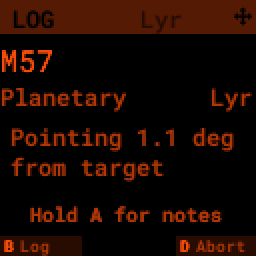 LOG Lyr
M57
Planetary Lyr
Pointing 1.1 deg
from target
Hold A for notes
B Log D Abort